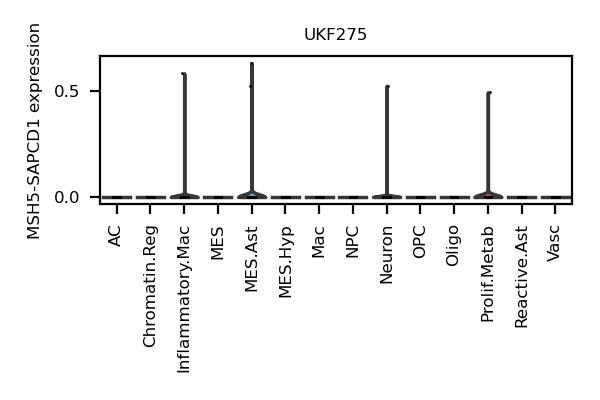 UKF275
MSH5-SAPCD1 expression
0.5
0.0
AC
Chromatin.Reg
Inflammatory.Mac
MES
MES.Ast
MES.Hyp
Mac
NPC
Neuron
OPC
Oligo
Prolif.Metab
Reactive.Ast
Vasc